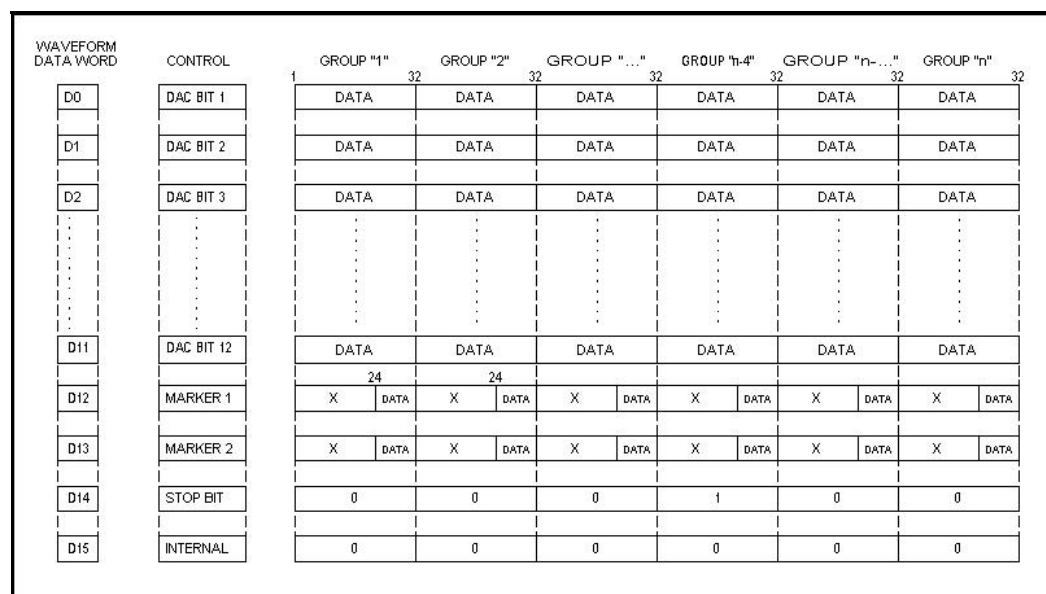 WAVEFORM
DATA WORD CONTROL GROUP "1" GROUP "2" GROUP "..." GROUP "n-4" GROUP "n-..." GROUP "n"
1 32 32 32 32 32 32
D0 DAC BIT 1 DATA DATA DATA DATA DATA DATA
D1 DAC BIT 2 DATA DATA DATA DATA DATA DATA
D2 DAC BIT 3 DATA DATA DATA DATA DATA DATA
D11 DAC BIT 12 DATA DATA DATA DATA DATA DATA
24 24
D12 MARKER 1 X DATA X DATA X DATA X DATA X DATA X DATA
D13 MARKER 2 X DATA X DATA X DATA X DATA X DATA X DATA
D14 STOP BIT 0 0 0 1 0 0
D15 INTERNAL 0 0 0 0 0 0